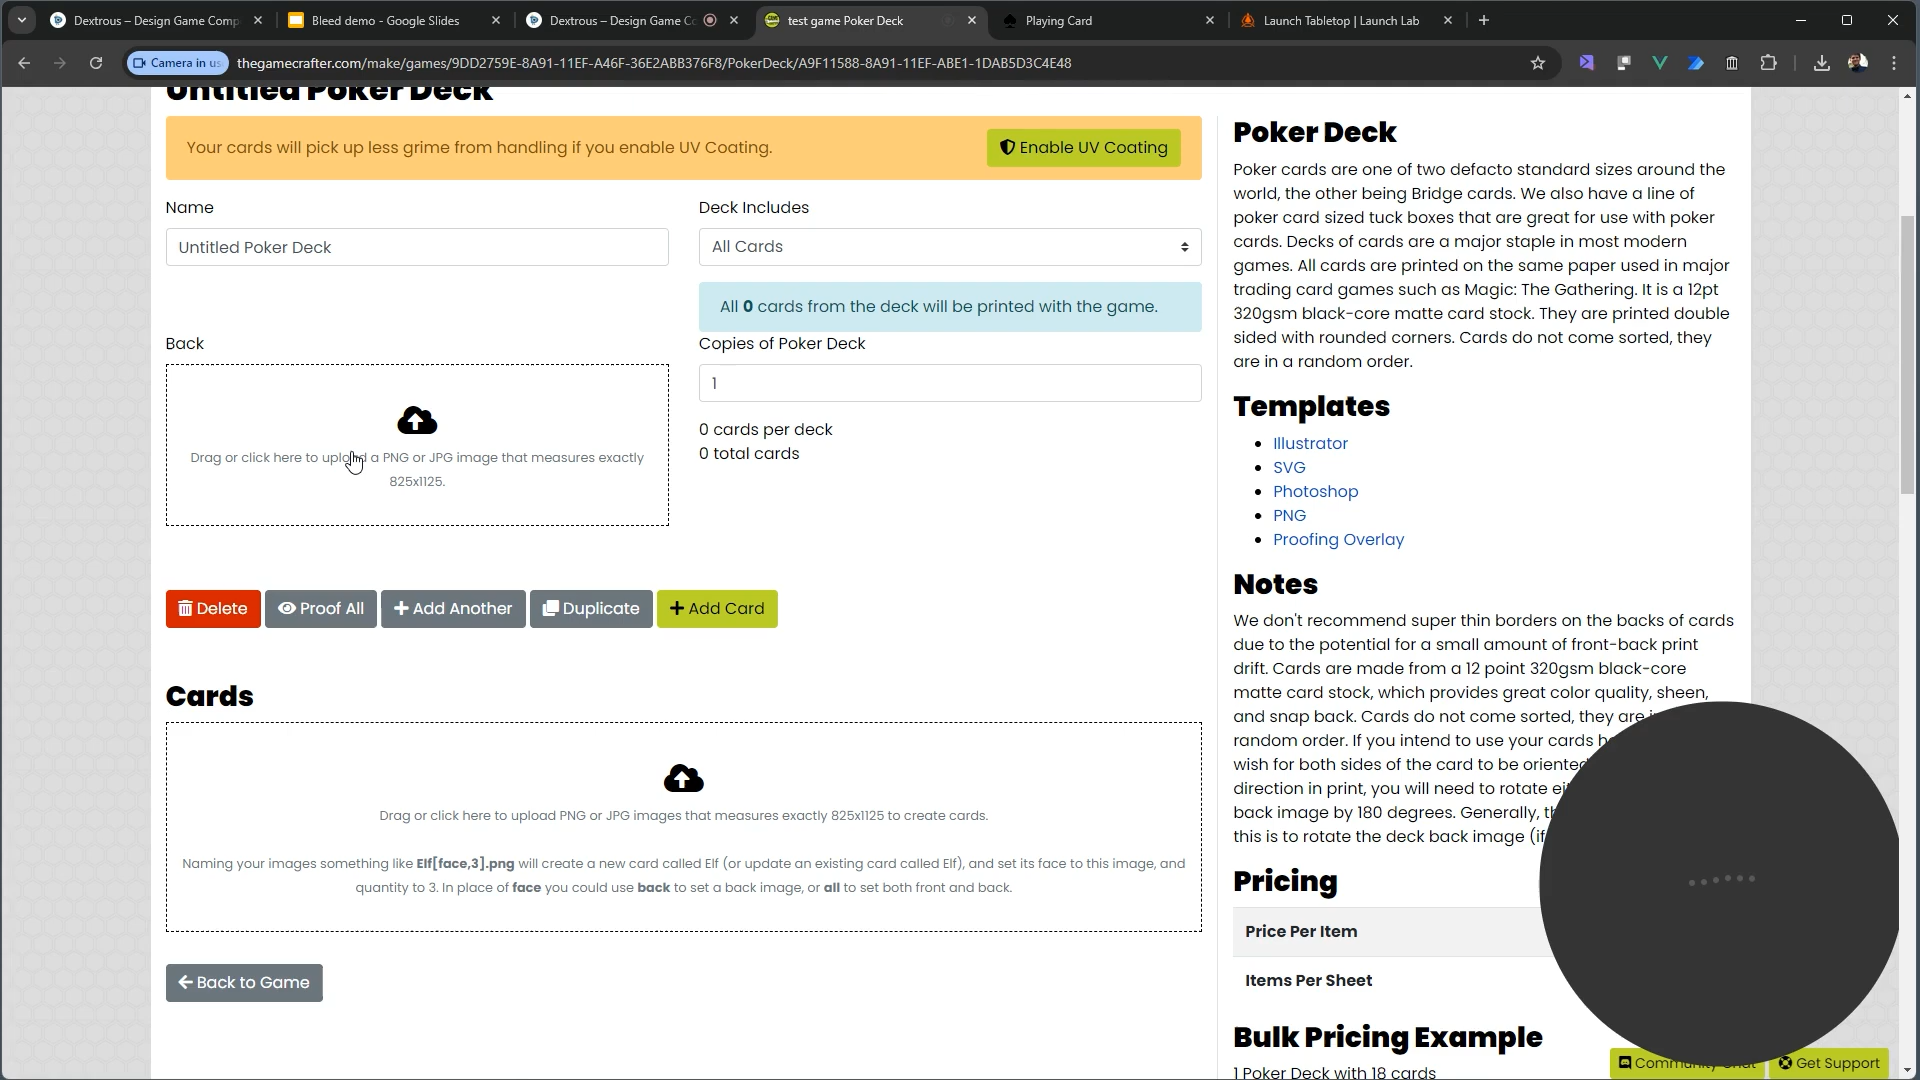 Dextrous – Design Game Comp
Bleed demo - Google Slides
Dextrous – Design Game Co
test game Poker Deck
Playing Card
Launch Tabletop | Launch Lab
Camera in us
thegamecrafter.com/make/games/9DD2759E-8A91-11EF-A46F-36E2ABB376F8/PokerDeck/A9F11588-8A91-11EF-ABE1-1DAB5D3C4E48
Untitled Poker Deck
Your cards will pick up less grime from handling if you enable UV Coating.
Enable UV Coating
Name
Untitled Poker Deck
Deck Includes
All Cards
All 0 cards from the deck will be printed with the game.
Back
Drag or click here to upload a PNG or JPG image that measures exactly
825x1125.
Copies of Poker Deck
1
0 cards per deck
0 total cards
Delete
Proof All
Add Another
Duplicate
Add Card
Cards
Drag or click here to upload PNG or JPG images that measures exactly 825x1125 to create cards.
Naming your images something like Elf[face,3].png will create a new card called Elf (or update an existing card called Elf), and set its face to this image, and
quantity to 3. In place of face you could use back to set a back image, or all to set both front and back.
Back to Game
Poker Deck
Poker cards are one of two defacto standard sizes around the
world, the other being Bridge cards. We also have a line of
poker card sized tuck boxes that are great for use with poker
cards. Decks of cards are a major staple in most modern
games. All cards are printed on the same paper used in major
trading card games such as Magic: The Gathering. It is a 12pt
320gsm black-core matte card stock. They are printed double
sided with rounded corners. Cards do not come sorted, they
are in a random order.
Templates
Illustrator
SVG
Photoshop
PNG
Proofing Overlay
Notes
We don't recommend super thin borders on the backs of cards
due to the potential for a small amount of front-back print
drift. Cards are made from a 12 point 320gsm black-core
matte card stock, which provides great color quality, sheen,
and snap back. Cards do not come sorted, they are
random order. If you intend to use your cards
wish for both sides of the card to be oriented
direction in print, you will need to rotate
back image by 180 degrees. Generally,
this is to rotate the deck back image (if
Pricing
Price Per Item
Items Per Sheet
Bulk Pricing Example
1 Poker Deck with 18 cards
Community Chat
Get Support